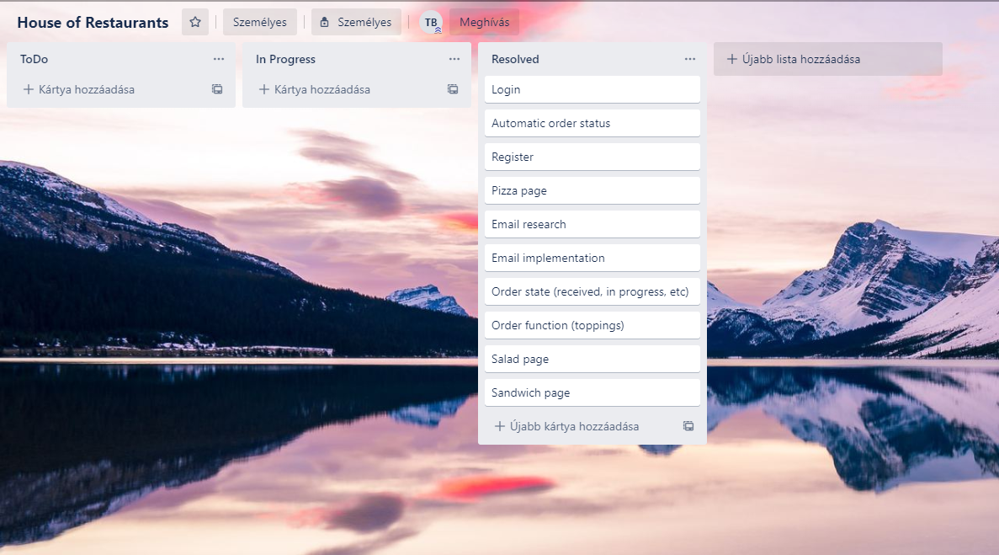 House of Restaurants
Személyes
Személyes
TB
Meghívás
ToDo
Kártya hozzáadása
In Progress
Kártya hozzáadása
Resolved
Login
Automatic order status
Register
Pizza page
Email research
Email implementation
Order state (received, in progress, etc)
Order function (toppings)
Salad page
Sandwich page
Újabb kártya hozzáadása
Újabb lista hozzáadása